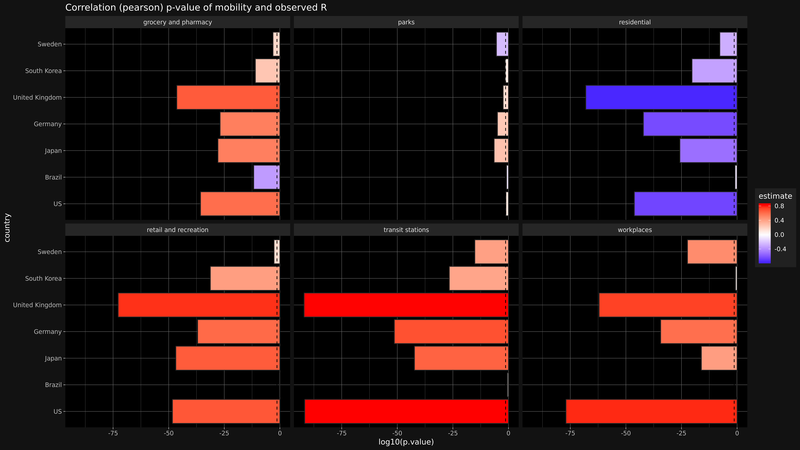 Correlation (pearson) p-value of mobility and observed R
grocery and pharmacy
parks
residential
Sweden
South Korea
United Kingdom
Germany
Japan
Brazil
US
retail and recreation
transit stations
workplaces
Sweden
South Korea
United Kingdom
Germany
Japan
Brazil
US
-75 -50 -25 0
-75 -50 -25 0
-75 -50 -25 0
log10(p.value)
country
estimate
0.8
0.4
0.0
-0.4